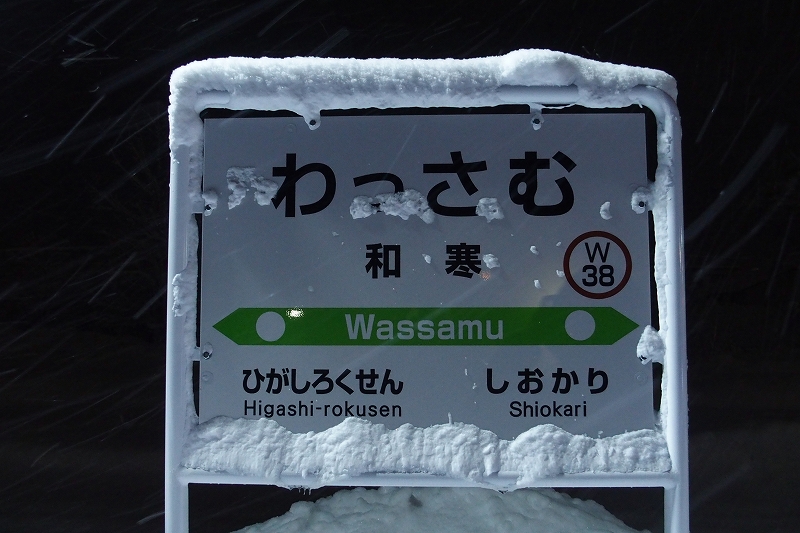 わっさむ
和寒
W
38
Wassamu
ひがしろくせん しおかり
Higashi-rokusen Shiokari